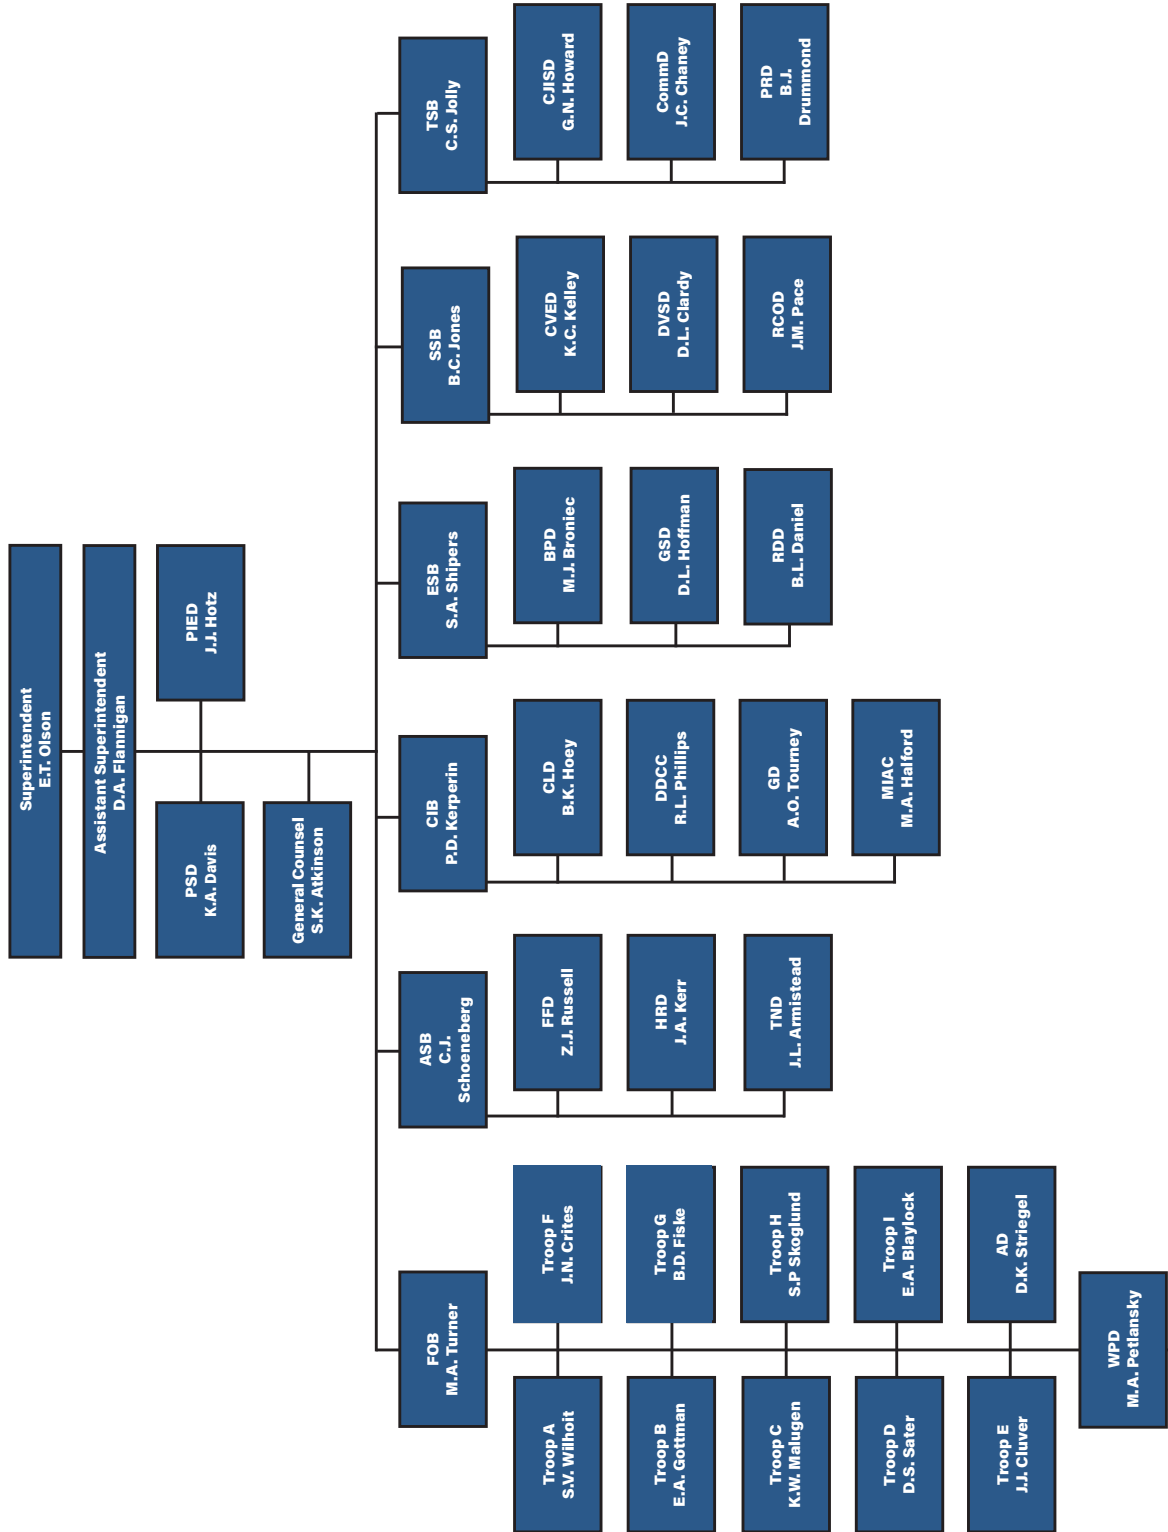 Superintendent
E.T. Olson
Assistant Superintendent
D.A. Flannigan
PSD
K.A. Davis
PIED
J.J. Hotz
General Counsel
S.K. Atkinson
FOB
M.A. Turner
Troop A
S.V. Wilhoit
Troop F
J.N. Crites
Troop B
E.A. Gottman
Troop G
B.D. Fiske
Troop C
K.W. Malugen
Troop H
S.P Skoglund
Troop D
D.S. Sater
Troop I
E.A. Blaylock
Troop E
J.J. Cluver
AD
D.K. Striegel
WPD
M.A. Petlansky
ASB
C.J.
Schoeneberg
FFD
Z.J. Russell
HRD
J.A. Kerr
TND
J.L. Armistead
CIB
P.D. Kerperin
CLD
B.K. Hoey
DDCC
R.L. Phillips
GD
A.O. Tourney
MIAC
M.A. Halford
ESB
S.A. Shipers
BPD
M.J. Broniec
GSD
D.L. Hoffman
RDD
B.L. Daniel
SSB
B.C. Jones
CVED
K.C. Kelley
DVSD
D.L. Clardy
RCOD
J.M. Pace
TSB
C.S. Jolly
CJISD
G.N. Howard
CommD
J.C. Chaney
PRD
B.J.
Drummond